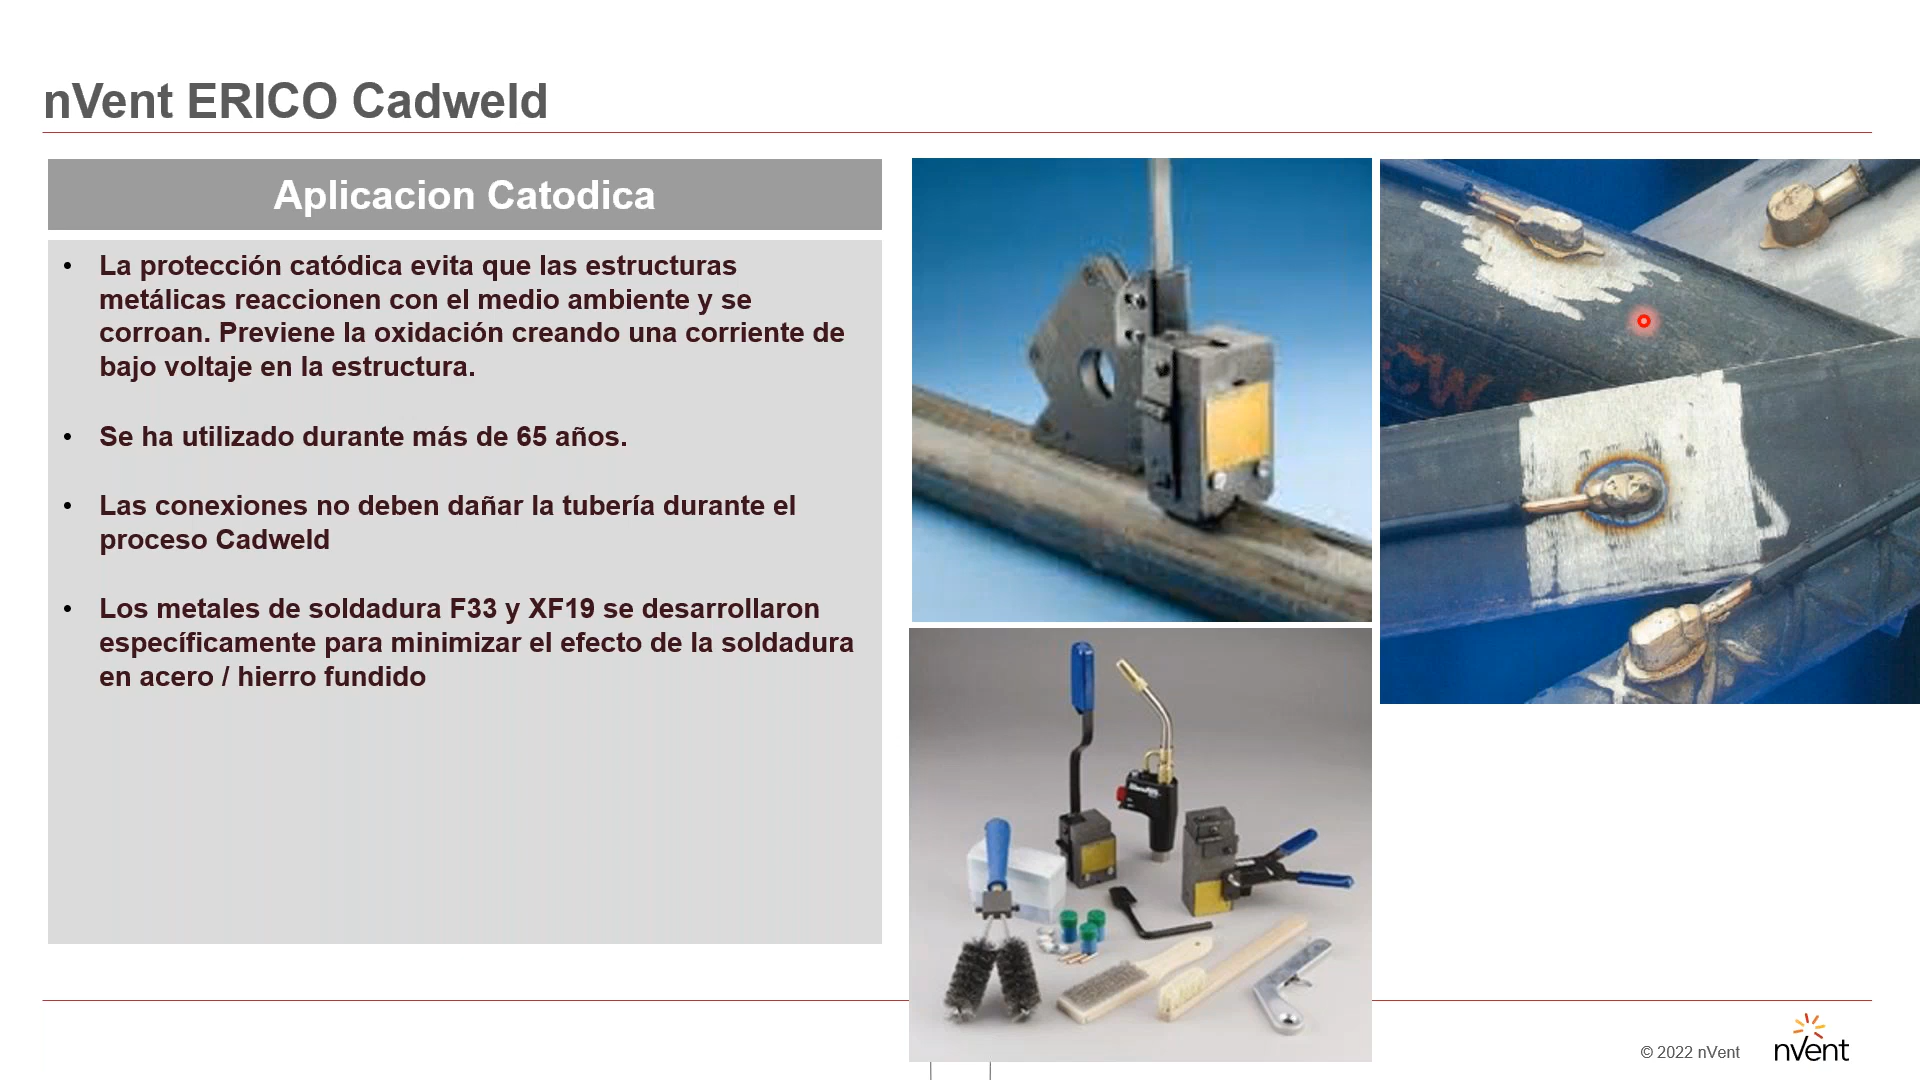 nVent ERICO Cadweld
Aplicacion Catodica
• La protección catódica evita que las estructuras
metálicas reaccionen con el medio ambiente y se
corroan. Previene la oxidación creando una corriente de
bajo voltaje en la estructura.
• Se ha utilizado durante más de 65 años.
• Las conexiones no deben dañar la tubería durante el
proceso Cadweld
• Los metales de soldadura F33 y XF19 se desarrollaron
específicamente para minimizar el efecto de la soldadura
en acero / hierro fundido
CW
© 2022 nVent
nVent